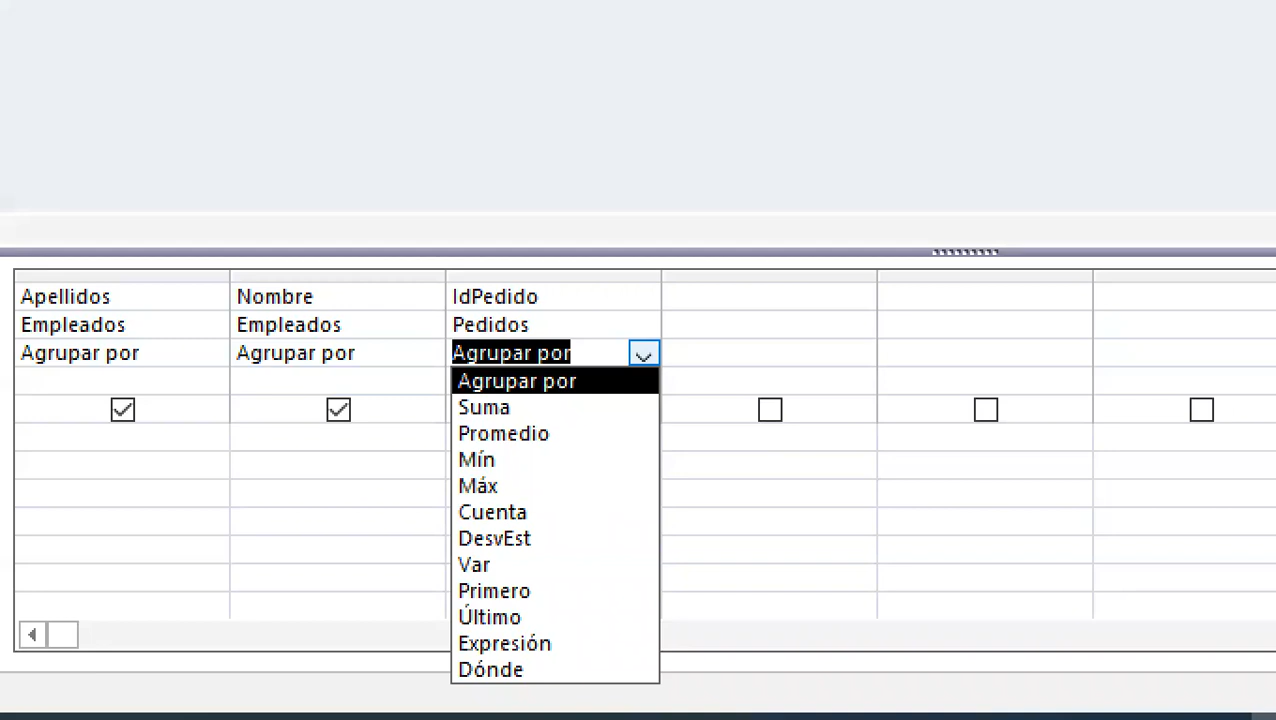 Apellidos Nombre IdPedido
Empleados Empleados Pedidos
Agrupar por Agrupar por Agrupar por
Agrupar por
Suma
Promedio
Mín
Máx
Cuenta
DesvEst
Var
Primero
Último
Expresión
Dónde